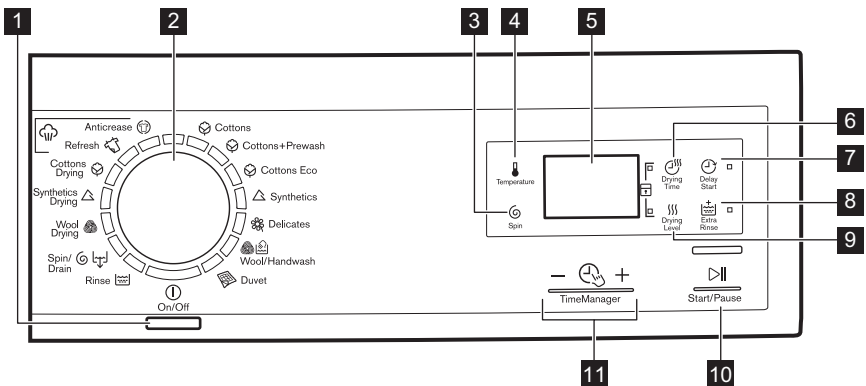 1
2
3
4
5
6
7
8
9
10
11
Anticrease
Refresh
Cottons
Drying
Synthetics
Drying
Wool
Drying
Spin/
Drain
Rinse
On/Off
Cottons
Cottons+Prewash
Cottons Eco
Synthetics
Delicates
Wool/Handwash
Duvet
Temperature
Spin
Drying
Time
Delay
Start
Drying
Level
Extra
Rinse
− +
TimeManager
Start/Pause